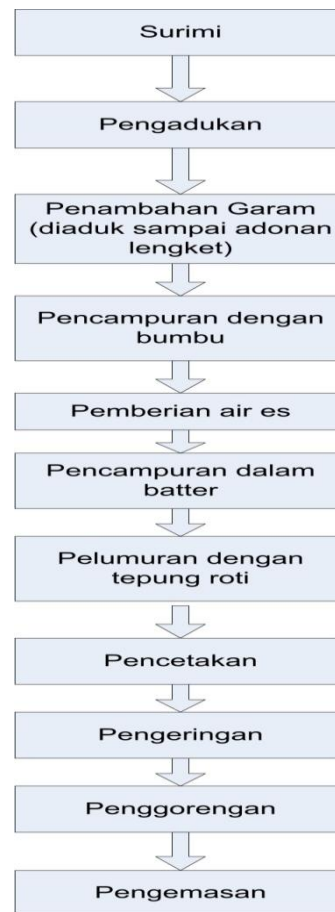 Surimi
Pengadukan
Penambahan Garam
(diaduk sampai adonan
lengket)
Pencampuran dengan
bumbu
Pemberian air es
Pencampuran dalam
batter
Pelumuran dengan
tepung roti
Pencetakan
Pengeringan
Penggorengan
Pengemasan